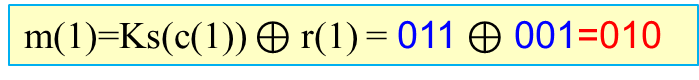 m(1)=Ks(c(1)) ⊕ r(1) = 011 ⊕ 001=010